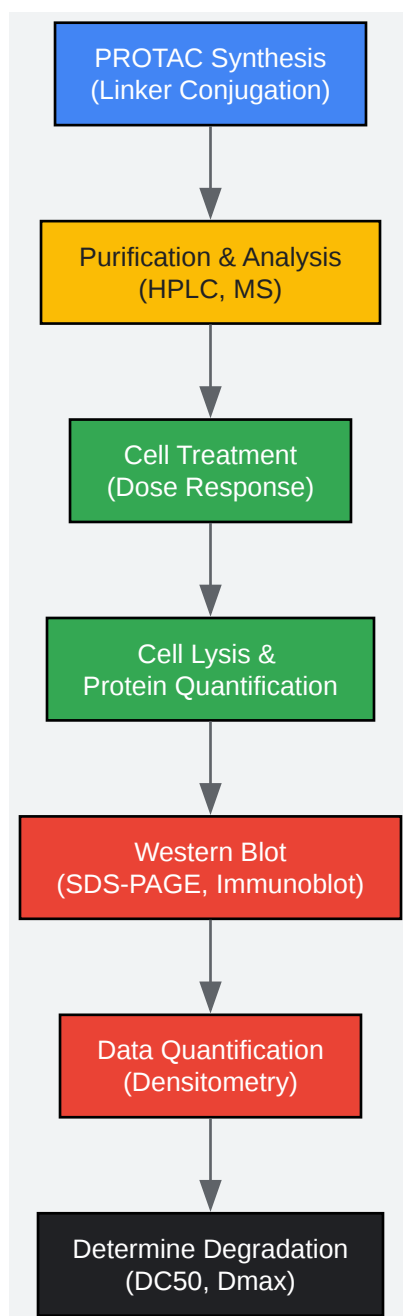 PROTAC Synthesis
(Linker Conjugation)
Purification & Analysis
(HPLC, MS)
Cell Treatment
(Dose Response)
Cell Lysis &
Protein Quantification
Western Blot
(SDS-PAGE, Immunoblot)
Data Quantification
(Densitometry)
Determine Degradation
(DC50, Dmax)